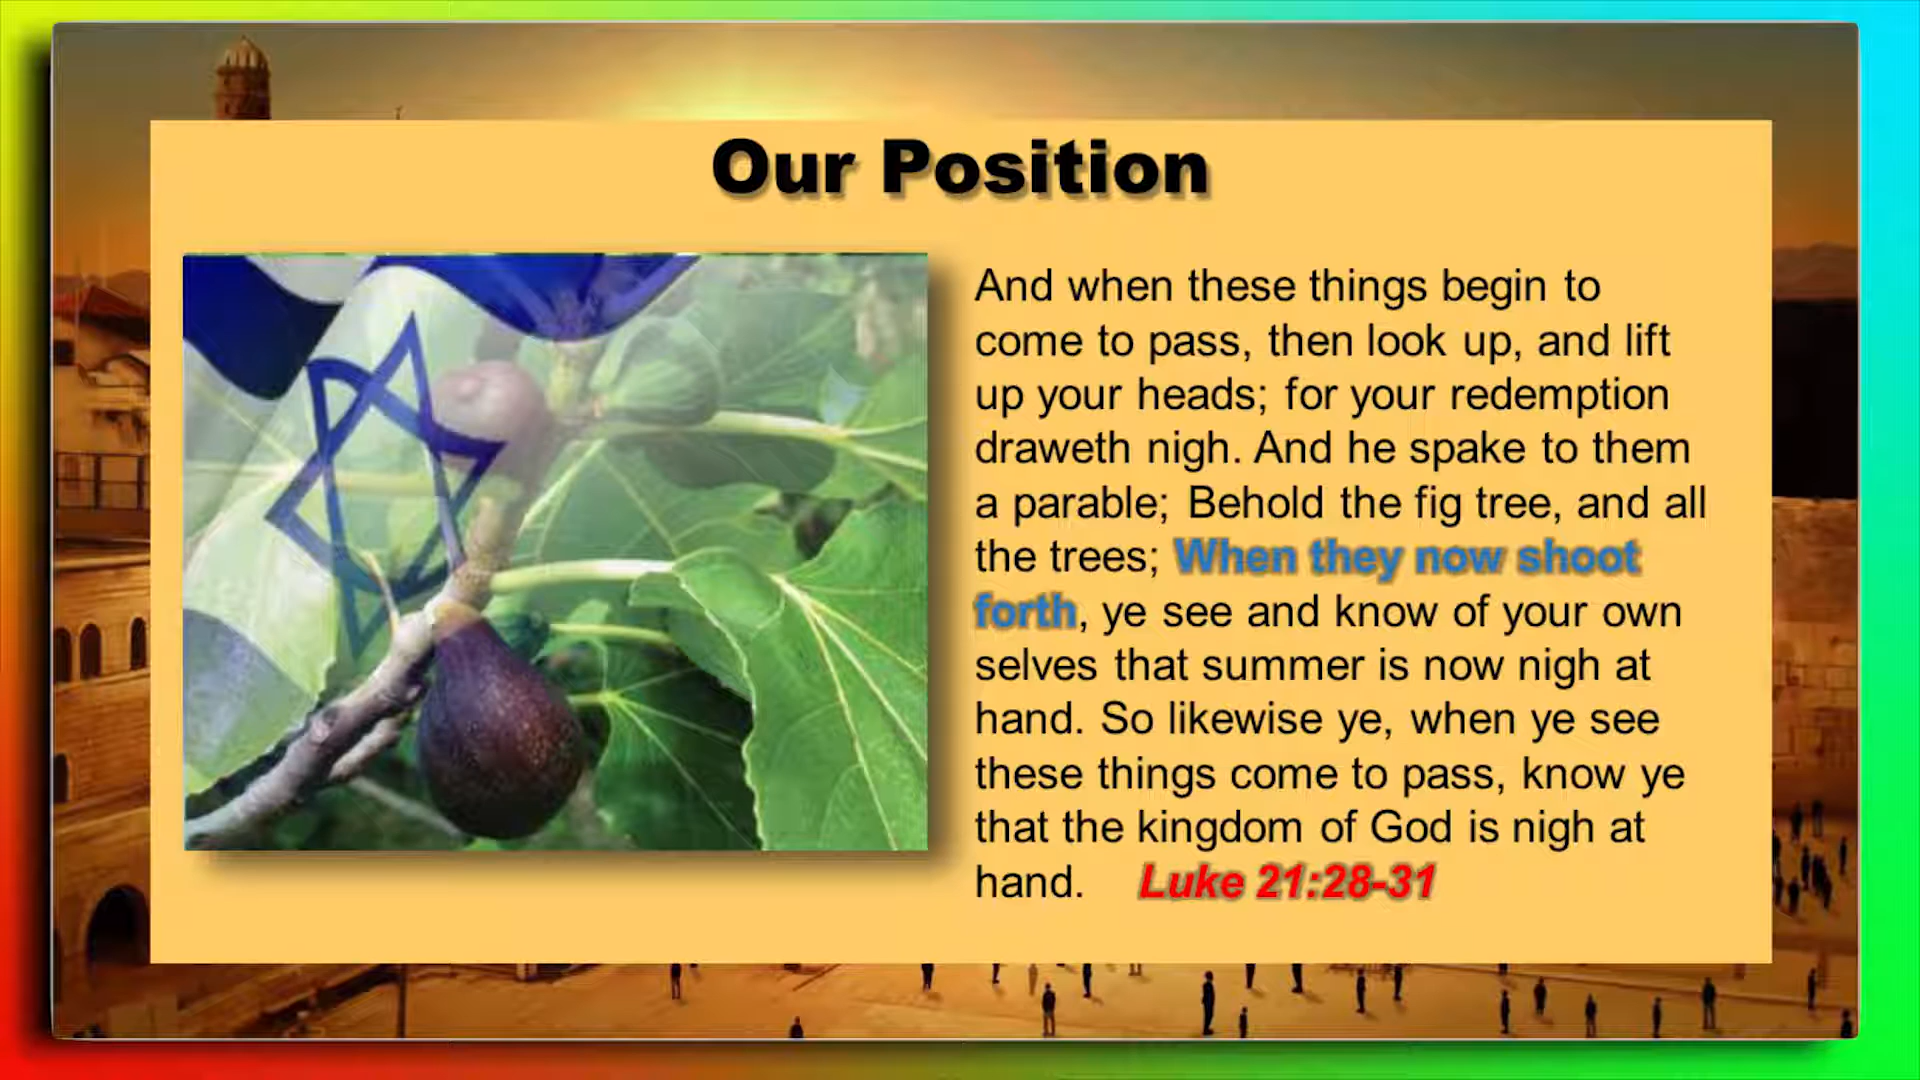 Our Position
And when these things begin to
come to pass, then look up, and lift
up your heads; for your redemption
draweth nigh. And he spake to them
a parable; Behold the fig tree, and all
the trees; When they now shoot
forth, ye see and know of your own
selves that summer is now nigh at
hand. So likewise ye, when ye see
these things come to pass, know ye
that the kingdom of God is nigh at
hand. Luke 21:28-31